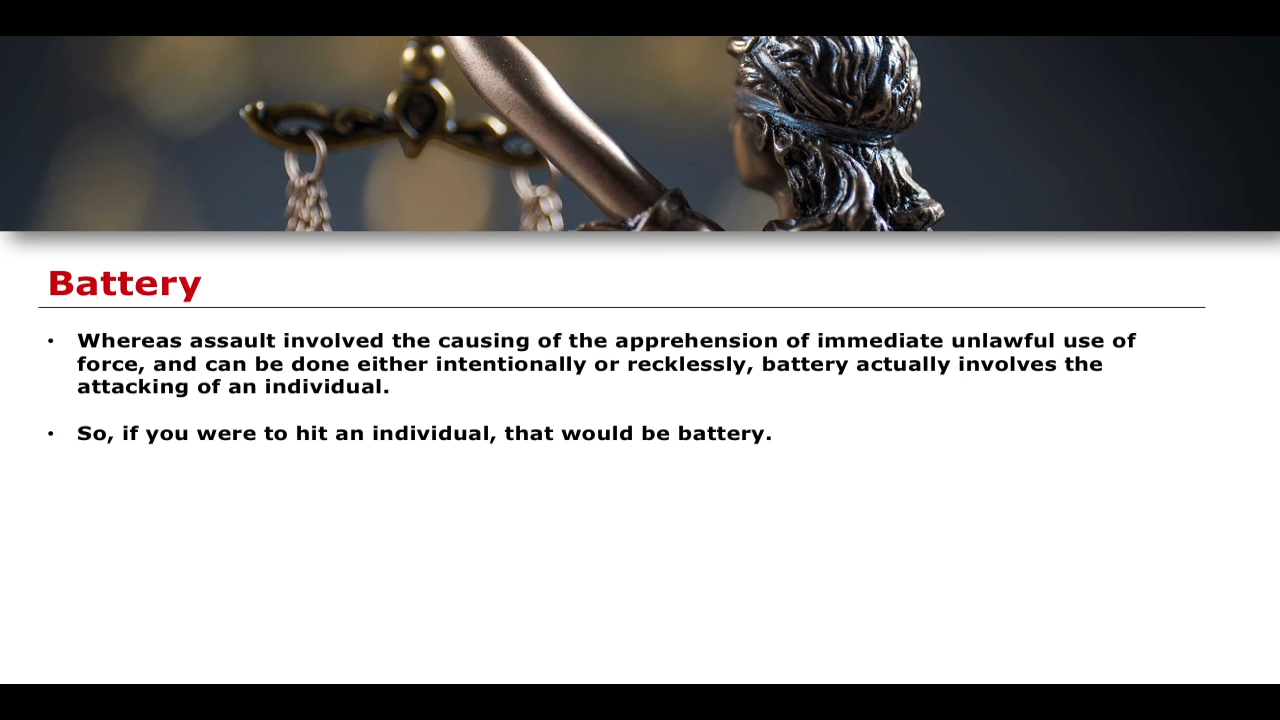 Battery
• Whereas assault involved the causing of the apprehension of immediate unlawful use of
force, and can be done either intentionally or recklessly, battery actually involves the
attacking of an individual.
• So, if you were to hit an individual, that would be battery.